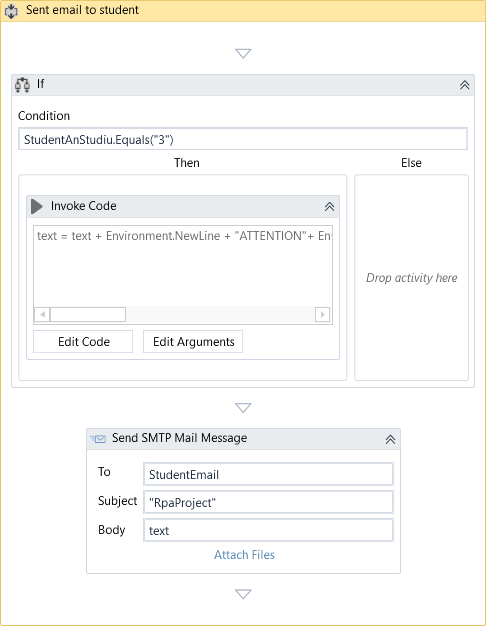 Sent email to student
If
Condition
StudentAnStudiu.Equals("3")
Then
Else
Invoke Code
text = text + Environment.NewLine + "ATTENTION"+ En
Drop activity here
Edit Code
Edit Arguments
Send SMTP Mail Message
To
StudentEmail
Subject
"RpaProject"
Body
text
Attach Files